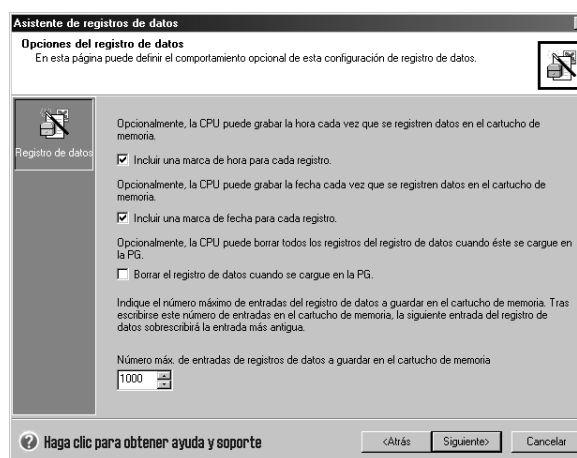 Asistente de registros de datos
Opciones del registro de datos
En esta página puede definir el comportamiento opcional de esta configuración de registro de datos.
Registro de datos
Opcionalmente, la CPU puede grabar la hora cada vez que se registren datos en el cartucho de
memoria.
Incluir una marca de hora para cada registro.
Opcionalmente, la CPU puede grabar la fecha cada vez que se registren datos en el cartucho de
memoria.
Incluir una marca de fecha para cada registro.
Opcionalmente, la CPU puede borrar todos los registros del registro de datos cuando éste se cargue en
la PG.
Borrar el registro de datos cuando se cargue en la PG.
Indique el número máximo de entradas del registro de datos a guardar en el cartucho de memoria. Tras
escribirse este número de entradas en el cartucho de memoria, la siguiente entrada del registro de
datos sobrescribirá la entrada más antigua.
Número máx. de entradas de registros de datos a guardar en el cartucho de memoria
1000
Haga clic para obtener ayuda y soporte
<Atrás
Siguiente>
Cancelar